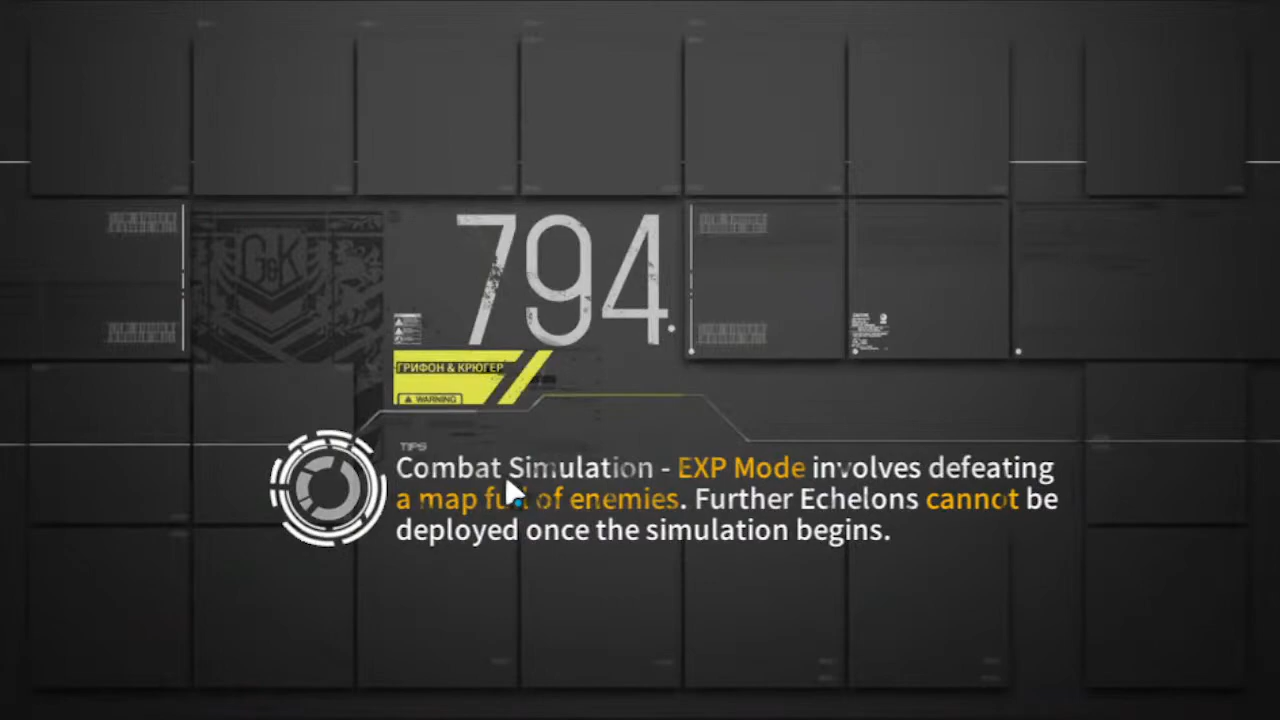 G&K
794.
ГРИФОН & КРЮГЕР
WARNING
TIPS
Combat Simulation - EXP Mode involves defeating
a map full of enemies. Further Echelons cannot be
deployed once the simulation begins.